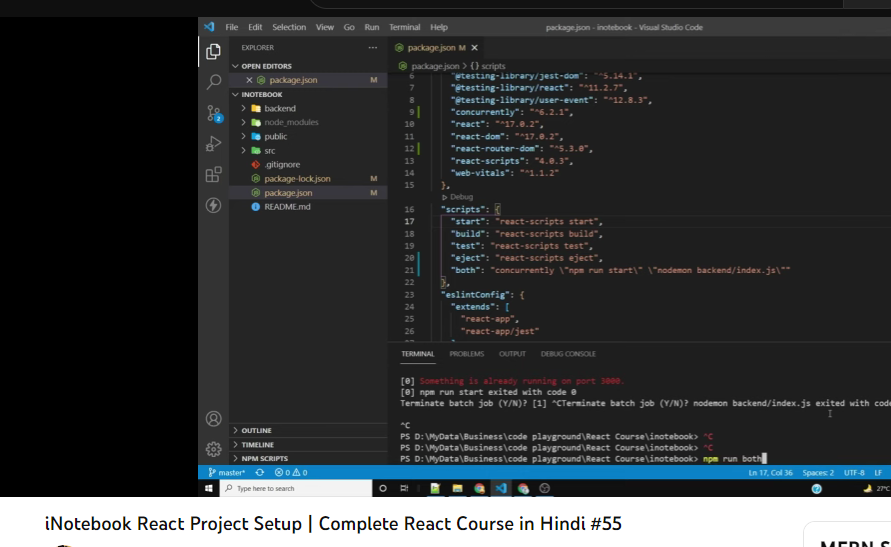 File Edit Selection View Go Run Terminal Help package.json - inotebook - Visual Studio Code
EXPLORER
package.json M
OPEN EDITORS
package.json M
INOTEBOOK
backend
node_modules
public
src
.gitignore
package-lock.json M
package.json M
README.md
OUTLINE
TIMELINE
NPM SCRIPTS
package.json > {} scripts
6 "@testing-library/jest-dom": "^5.14.1",
7 "@testing-library/react": "^11.2.7",
8 "@testing-library/user-event": "^12.8.3",
9 "concurrently": "^6.2.1",
10 "react": "^17.0.2",
11 "react-dom": "^17.0.2",
12 "react-router-dom": "^5.3.0",
13 "react-scripts": "4.0.3",
14 "web-vitals": "^1.1.2"
15 },
Debug
16 "scripts": {
17 "start": "react-scripts start",
18 "build": "react-scripts build",
19 "test": "react-scripts test",
20 "eject": "react-scripts eject",
21 "both": "concurrently \"npm run start\" \"nodemon backend/index.js\""
22 },
23 "eslintConfig": {
24 "extends": [
25 "react-app",
26 "react-app/jest"
TERMINAL PROBLEMS OUTPUT DEBUG CONSOLE
[0] Something is already running on port 3000.
[0] npm run start exited with code 0
Terminate batch job (Y/N)? [1] ^CTerminate batch job (Y/N)? nodemon backend/index.js exited with code
^C
PS D:\MyData\Business\code playground\React Course\inotebook> ^C
PS D:\MyData\Business\code playground\React Course\inotebook> ^C
PS D:\MyData\Business\code playground\React Course\inotebook> npm run both
2
master* 0 0 Ln 17, Col 36 Spaces: 2 UTF-8 LF
Type here to search 27°C
iNotebook React Project Setup | Complete React Course in Hindi #55